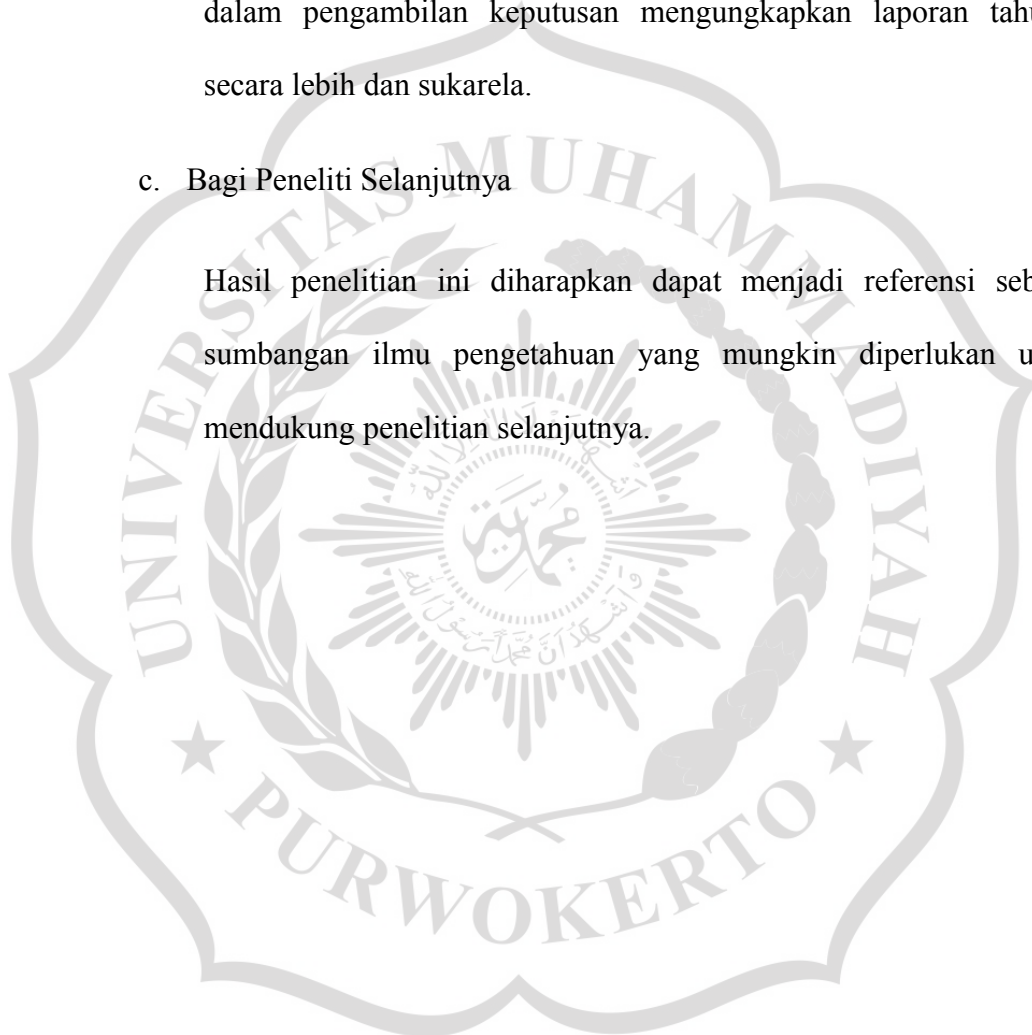 dalam pengambilan keputusan mengungkapkan laporan tahu
secara lebih dan sukarela.
c. Bagi Peneliti Selanjutnya
Hasil penelitian ini diharapkan dapat menjadi referensi seb
sumbangan ilmu pengetahuan yang mungkin diperlukan u
mendukung penelitian selanjutnya.
UNIVERSITAS MUHAMMADIYAH
PURWOKERTO